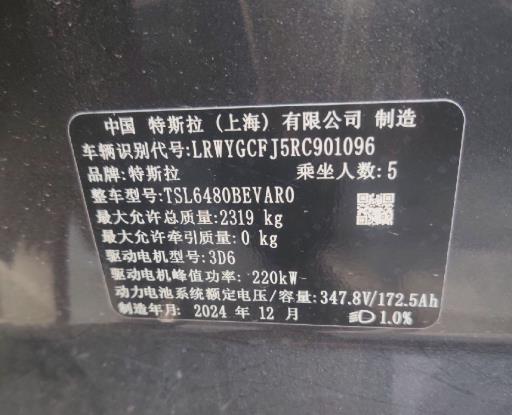 中国 特斯拉 (上海) 有限公司 制造
车辆识别代号:LRWYGCFJ5RC901096
品牌:特斯拉 乘坐人数:5
整车型号:TSL6480BEVAR0
最大允许总质量:2319 kg
最大允许牵引质量:0 kg
驱动电机型号:3D6
驱动电机峰值功率: 220kW
动力电池系统额定电压/容量:347.8V/172.5Ah
制造年月: 2024 年 12 月 1.0%